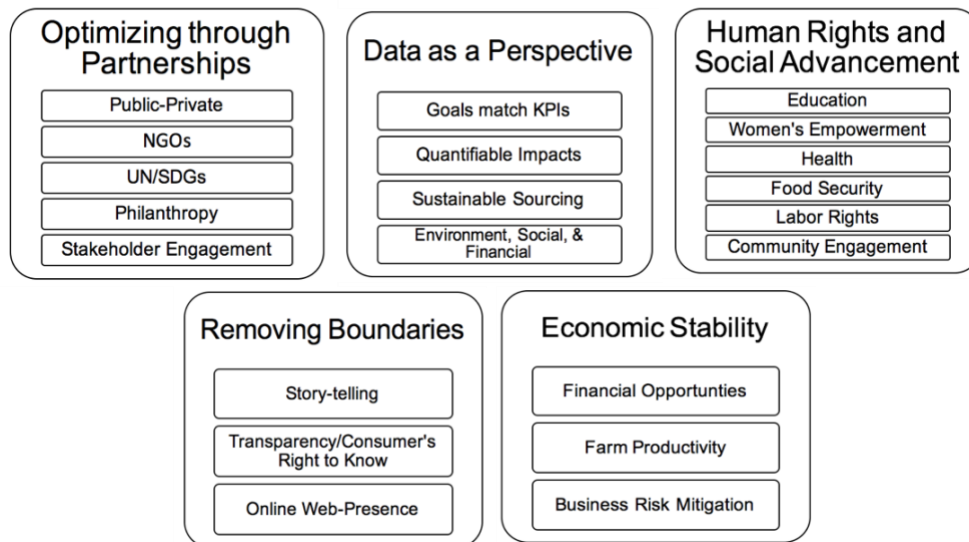 Optimizing through
Partnerships
Public-Private
NGOs
UN/SDGs
Philanthropy
Stakeholder Engagement
Data as a Perspective
Goals match KPIs
Quantifiable Impacts
Sustainable Sourcing
Environment, Social, &
Financial
Human Rights and
Social Advancement
Education
Women's Empowerment
Health
Food Security
Labor Rights
Community Engagement
Removing Boundaries
Story-telling
Transparency/Consumer's
Right to Know
Online Web-Presence
Economic Stability
Financial Opportunties
Farm Productivity
Business Risk Mitigation